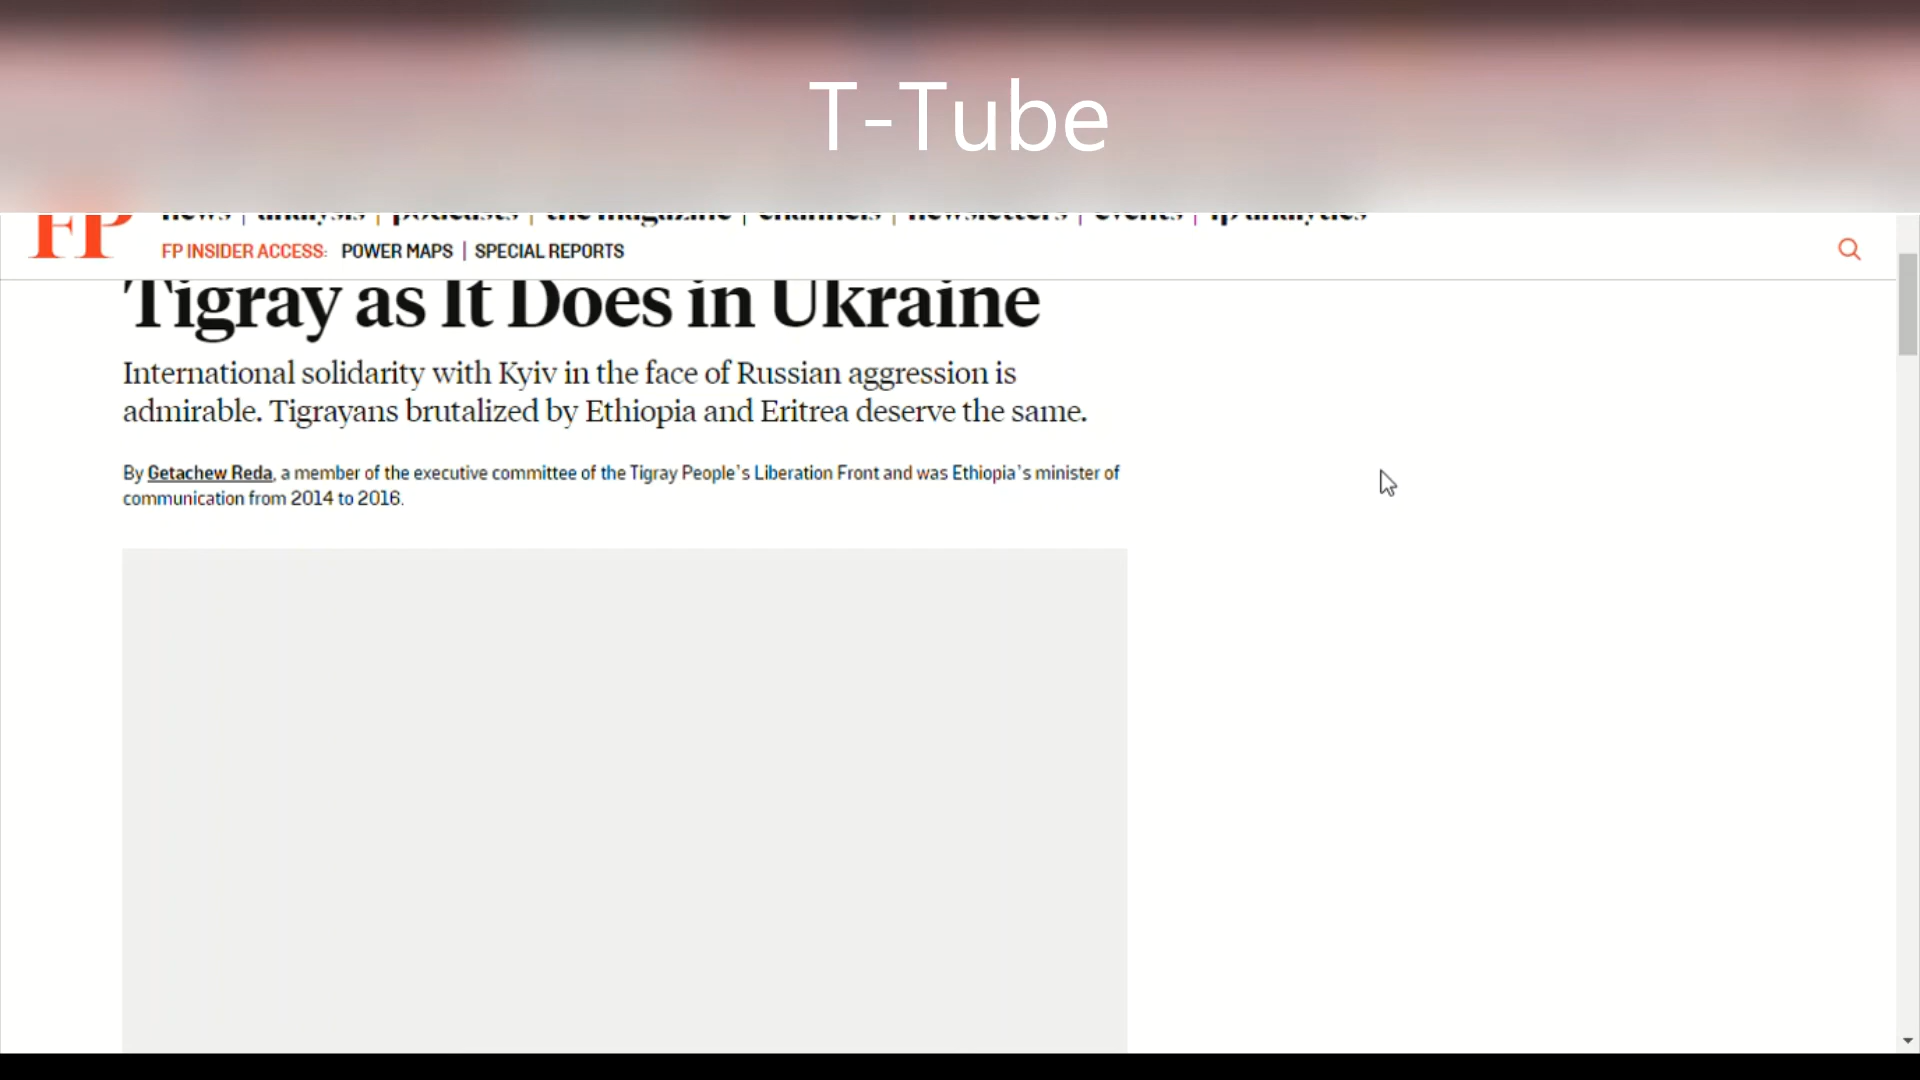 T-Tube
FP
news | analysis | podcasts | the magazine | channels | newsletters | events | fp analytics
FP INSIDER ACCESS: POWER MAPS | SPECIAL REPORTS
Tigray as It Does in Ukraine
International solidarity with Kyiv in the face of Russian aggression is
admirable. Tigrayans brutalized by Ethiopia and Eritrea deserve the same.
By Getachew Reda, a member of the executive committee of the Tigray People's Liberation Front and was Ethiopia's minister of
communication from 2014 to 2016.